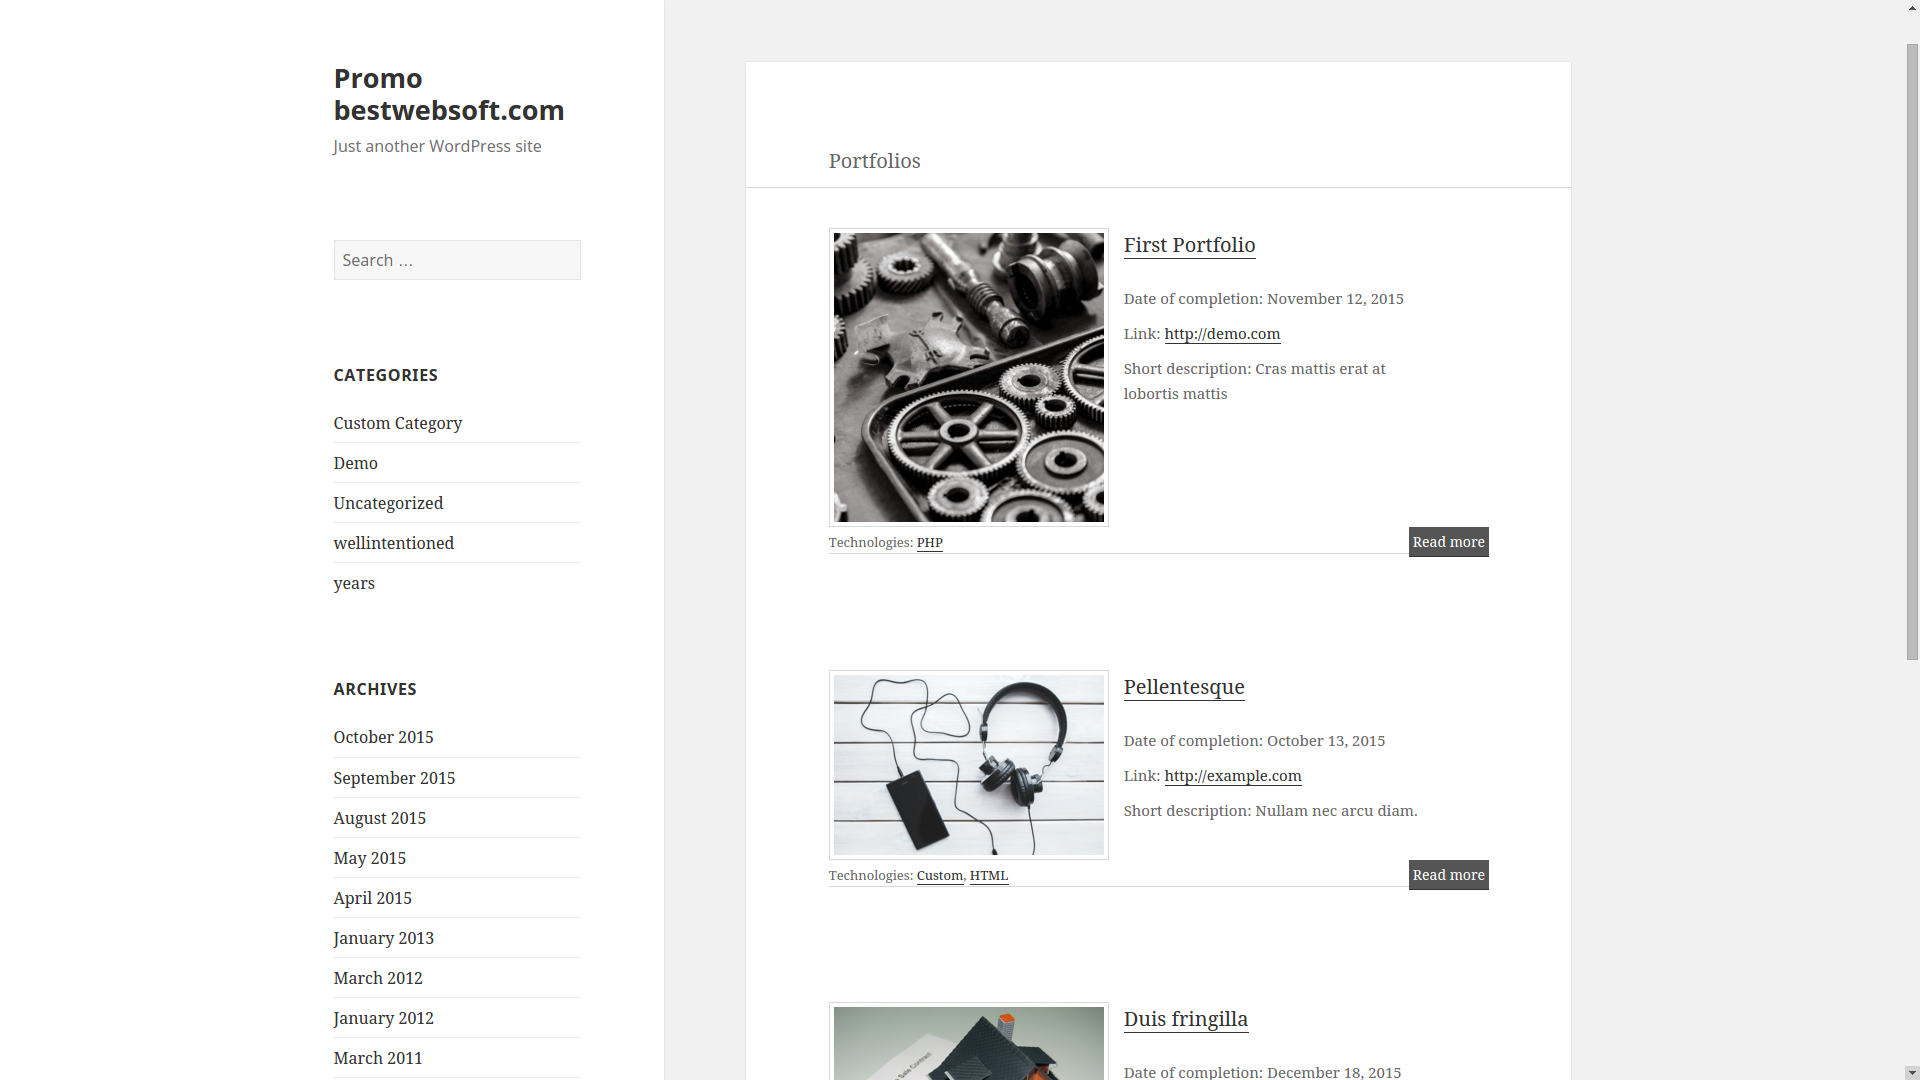 Promo
bestwebsoft.com
Just another WordPress site
Search …
CATEGORIES
Custom Category
Demo
Uncategorized
wellintentioned
years
ARCHIVES
October 2015
September 2015
August 2015
May 2015
April 2015
January 2013
March 2012
January 2012
March 2011
Portfolios
First Portfolio
Date of completion: November 12, 2015
Link: http://demo.com
Short description: Cras mattis erat at
lobortis mattis
Technologies: PHP
Read more
Pellentesque
Date of completion: October 13, 2015
Link: http://example.com
Short description: Nullam nec arcu diam.
Technologies: Custom, HTML
Read more
Duis fringilla
Date of completion: December 18, 2015
Sale Contract